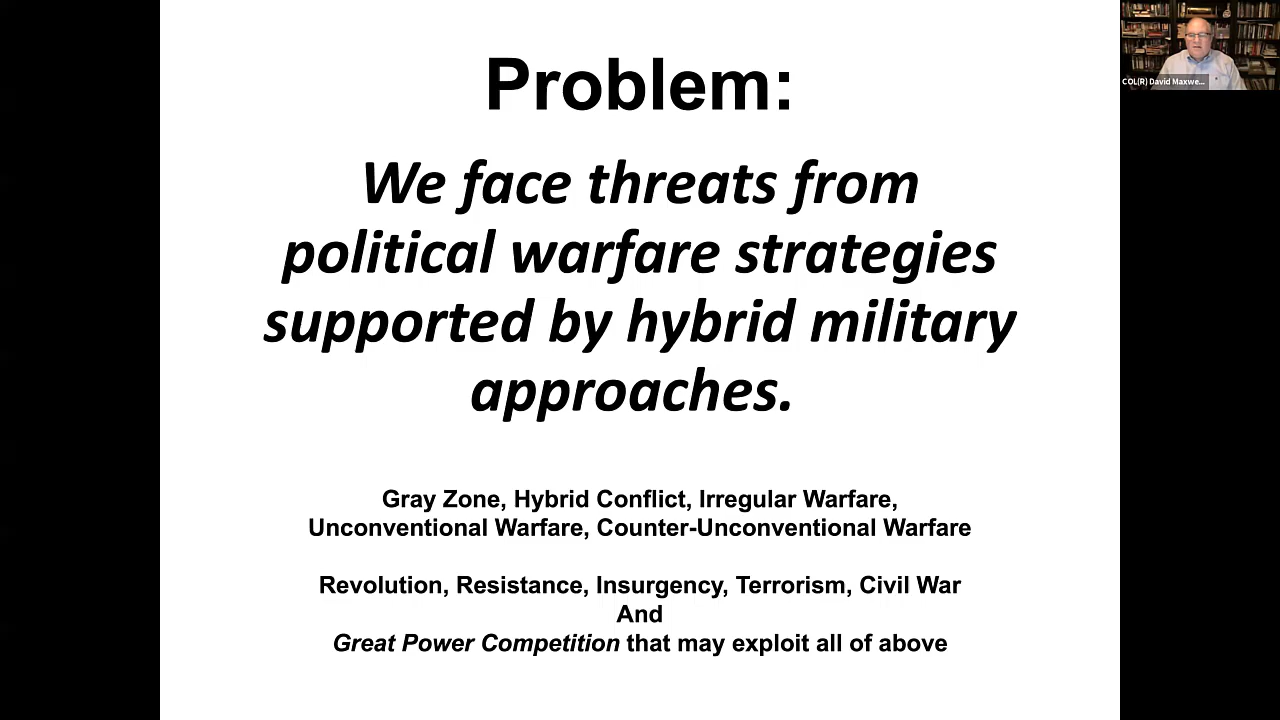 Problem:
We face threats from
political warfare strategies
supported by hybrid military
approaches.
Gray Zone, Hybrid Conflict, Irregular Warfare,
Unconventional Warfare, Counter-Unconventional Warfare
Revolution, Resistance, Insurgency, Terrorism, Civil War
And
Great Power Competition that may exploit all of above
COL(R) David Maxwe...